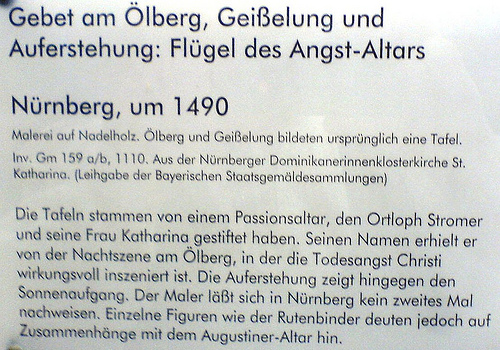 Gebet am Ölberg, Geißelung und
Auferstehung: Flügel des Angst-Altars
Nürnberg, um 1490
Malerei auf Nadelholz. Ölberg und Geißelung bildeten ursprünglich eine Tafel.
Inv. Gm 159 a/b, 1110. Aus der Nürnberger Dominikanerinnenklosterkirche St.
Katharina. (Leihgabe der Bayerischen Staatsgemäldesammlungen)
Die Tafeln stammen von einem Passionsaltar, den Ortloph Stromer
und seine Frau Katharina gestiftet haben. Seinen Namen erhielt er
von der Nachtszene am Ölberg, in der die Todesangst Christi
wirkungsvoll inszeniert ist. Die Auferstehung zeigt hingegen den
Sonnenaufgang. Der Maler läßt sich in Nürnberg kein zweites Mal
nachweisen. Einzelne Figuren wie der Rutenbinder deuten jedoch auf
Zusammenhänge mit dem Augustiner-Altar hin.